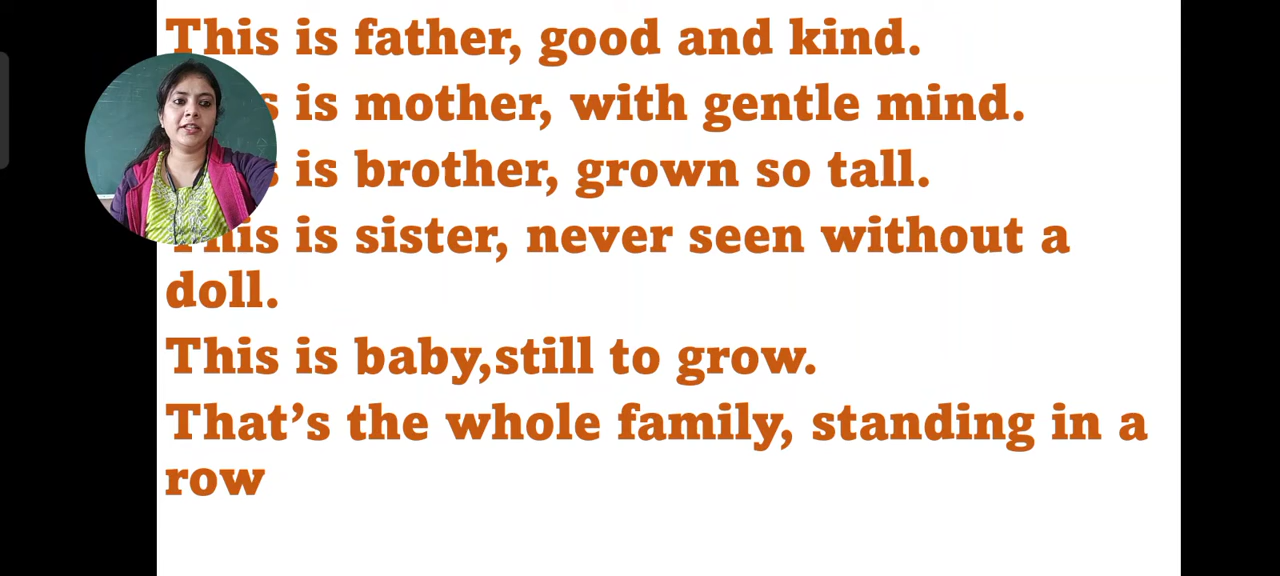 This is father, good and kind.
s is mother, with gentle mind.
s is brother, grown so tall.
This is sister, never seen without a
doll.
This is baby,still to grow.
That's the whole family, standing in a
row